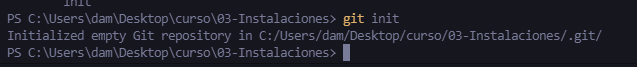 init
PS C:\Users\dam\Desktop\curso\03-Instalaciones> git init
Initialized empty Git repository in C:/Users/dam/Desktop/curso/03-Instalaciones/.git/
PS C:\Users\dam\Desktop\curso\03-Instalaciones>